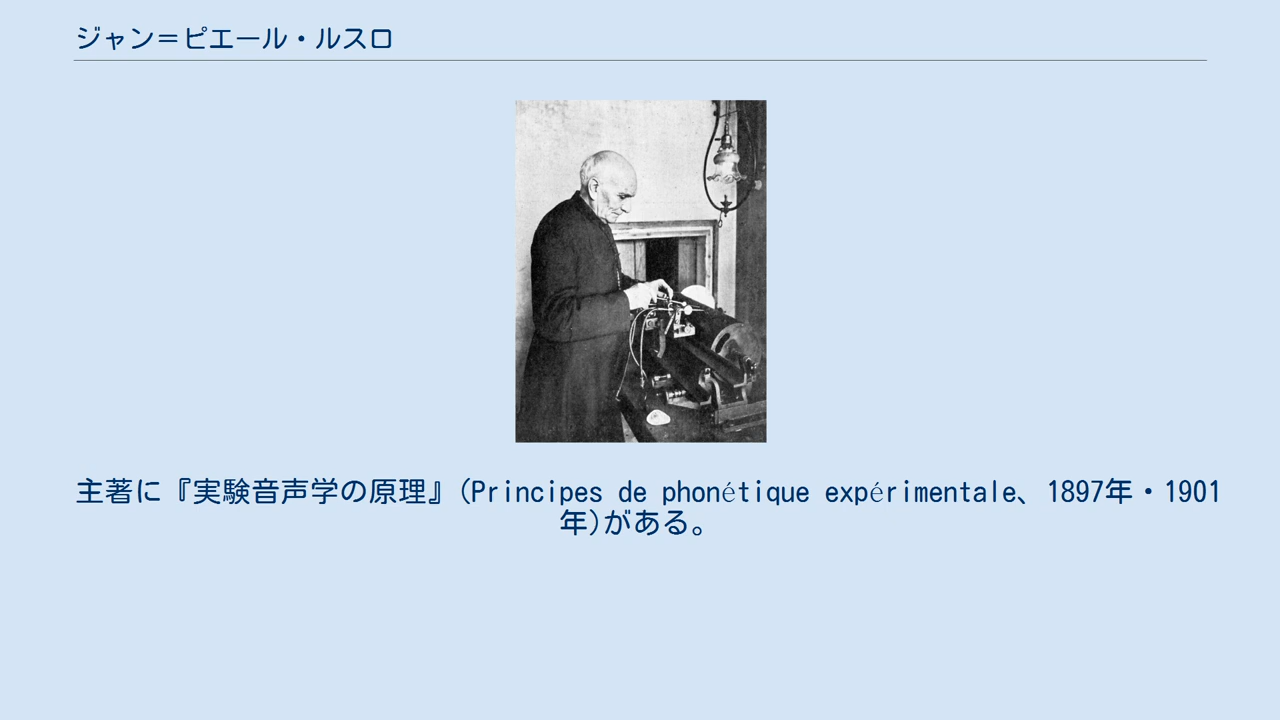 ジャン＝ピエール・ルスロ
主著に『実験音声学の原理』(Principes de phonétique expérimentale、1897年・1901
年)がある。